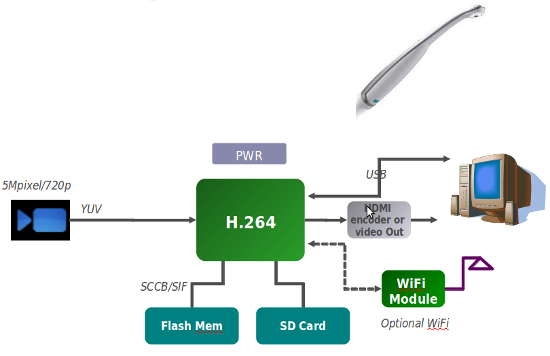 PWR
5Mpixel/720p
USB
YUV
H.264
HDMI
encoder or
video Out
SCCB/SIF
WiFi
Module
Flash Mem
SD Card
Optional WiFi